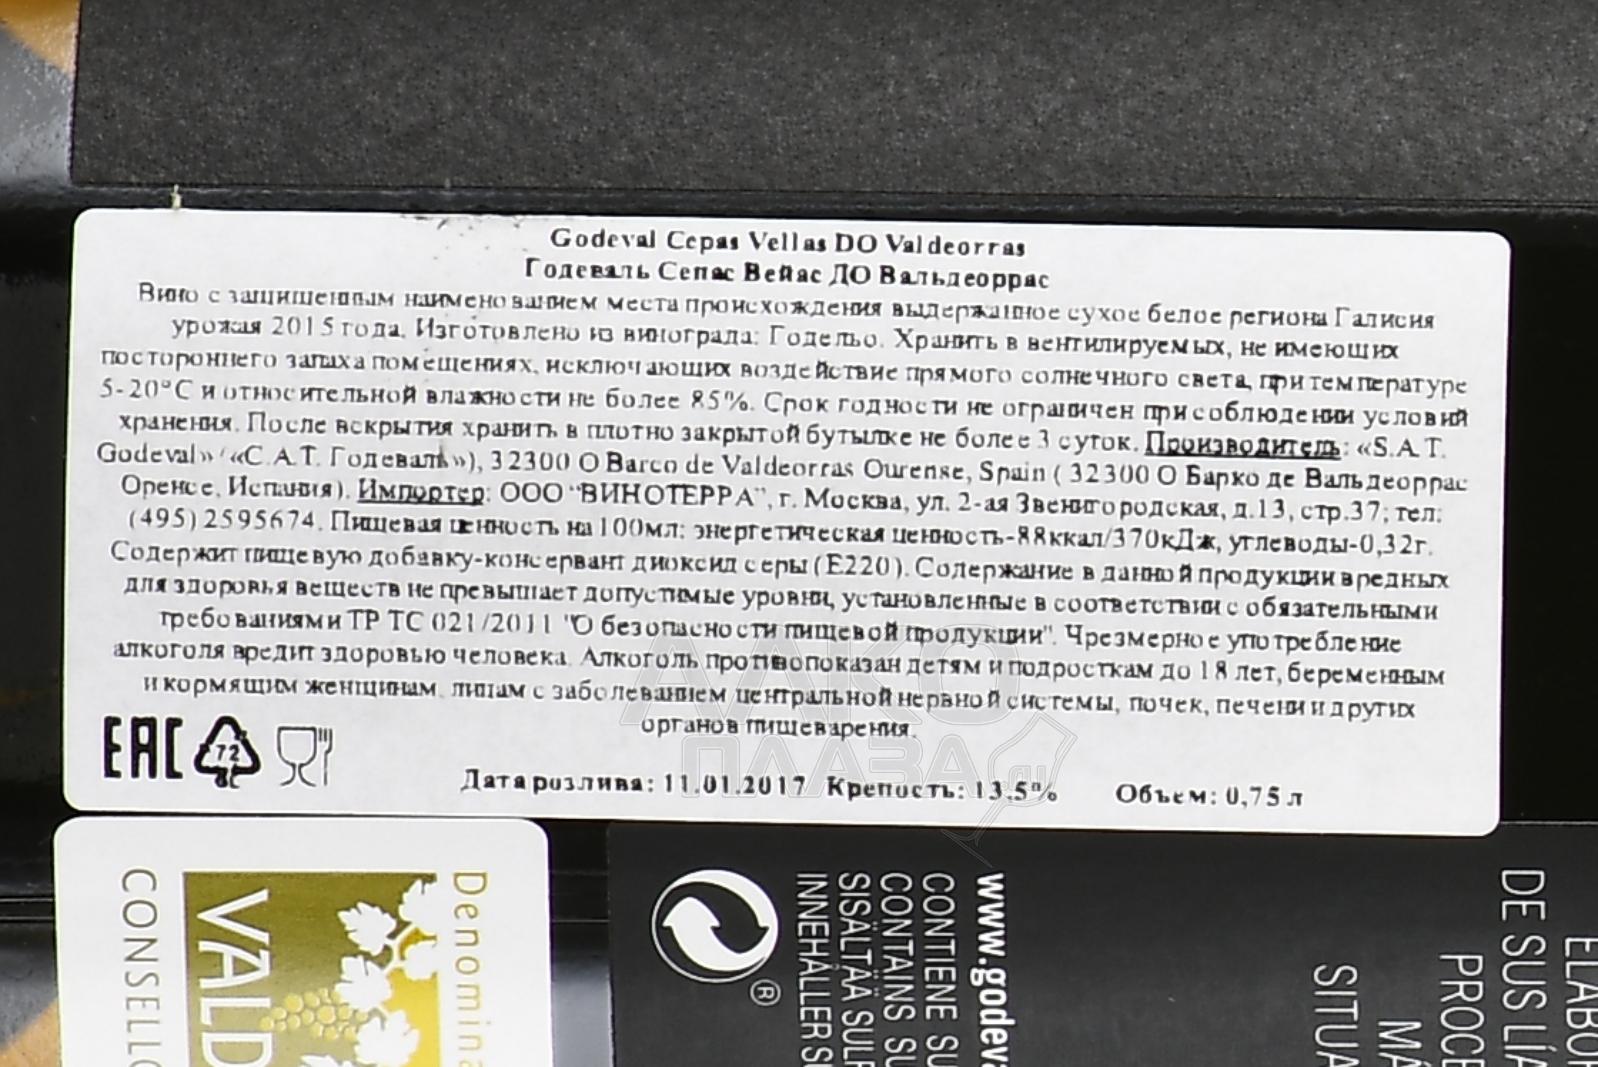 Godeval Cepas Vellas DO Valdeorras
Годеваль Сепас Вейас ДО Вальдеоррас
Вино с защищенным наименованием места происхождения выдержанное сухое белое региона Галисия
урожая 2015 года. Изготовлено из винограда: Годельо. Хранить в вентилируемых, не имеющих
постороннего запаха помещениях, исключающих воздействие прямого солнечного света, при температуре
5-20°С и относительной влажности не более 85%. Срок годности не ограничен при соблюдении условий
хранения. После вскрытия хранить в плотно закрытой бутылке не более 3 суток. Производитель: «S.A.T.
Godeval» («С.А.Т. Годеваль»), 32300 O Barco de Valdeorras Ourense, Spain ( 32300 О Барко де Вальдеоррас
Оренсе, Испания). Импортер: ООО "ВИНОТЕРРА", г. Москва, ул. 2-ая Звенигородская, д.13, стр.37; тел:
(495) 2595674. Пищевая ценность на 100мл: энергетическая ценность-88ккал/370кДж, углеводы-0,32г.
Содержит пищевую добавку-консервант диоксид серы (Е220). Содержание в данной продукции вредных
для здоровья веществ не превышает допустимые уровни, установленные в соответствии с обязательными
требованиями ТР ТС 021/2011 "О безопасности пищевой продукции". Чрезмерное употребление
алкоголя вредит здоровью человека. Алкоголь противопоказан детям и подросткам до 18 лет, беременным
и кормящим женщинам, лицам с заболеванием центральной нервной системы, почек, печени и других
органов пищеварения.
EAC 72
Дата розлива: 11.01.2017 Крепость: 13,5% Объем: 0,75 л
АЛКО
ПЛАЗА
.ру
Denomina
VALD
CONSELLO
®
www.godeva
CONTIENE SU
CONTAINS SU
SISÄLTÄÄ SULF
INNEHÅLLER S
ELABOR
DE SUS LÍA
PROCE
MÁ
SITUA